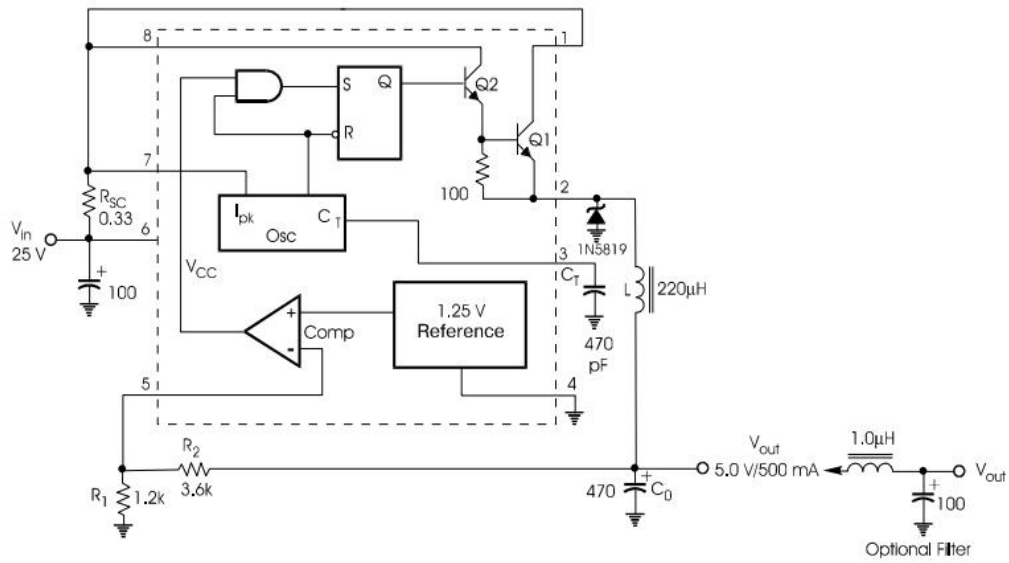 8
1
S
Q
Q2
R
Q1
7
100
2
RSC
0.33
Ipk
CT
Osc
1N5819
Vin
25 V
6
3
CT
VCC
L
220µH
+
100
+
Comp
-
1.25 V
Reference
470
pF
5
4
R2
3.6k
R1
1.2k
470
+
C0
Vout
5.0 V/500 mA
1.0µH
Vout
+
100
Optional Filter